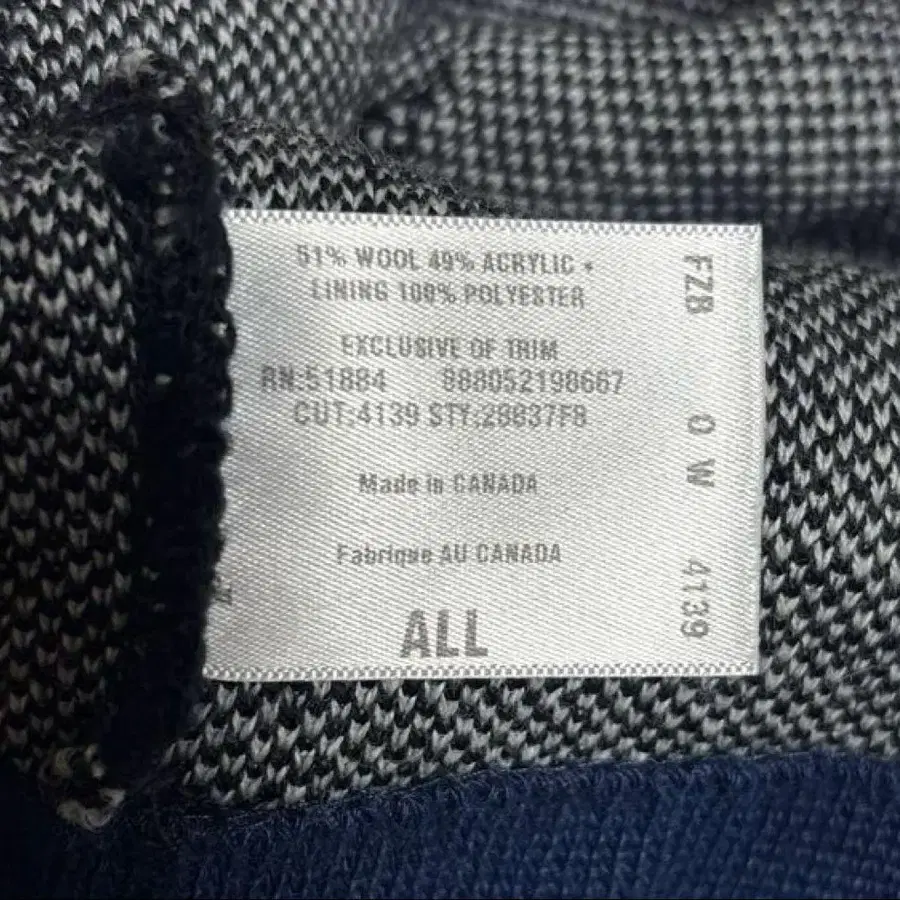 51% WOOL 49% ACRYLIC •
LINING 100% POLYESTER
EXCLUSIVE OF TRIM
RN:51884 888052198667
CUT:4139 STY:28837F8
Made in CANADA
Fabrique AU CANADA
ALL
FZB O W 4139